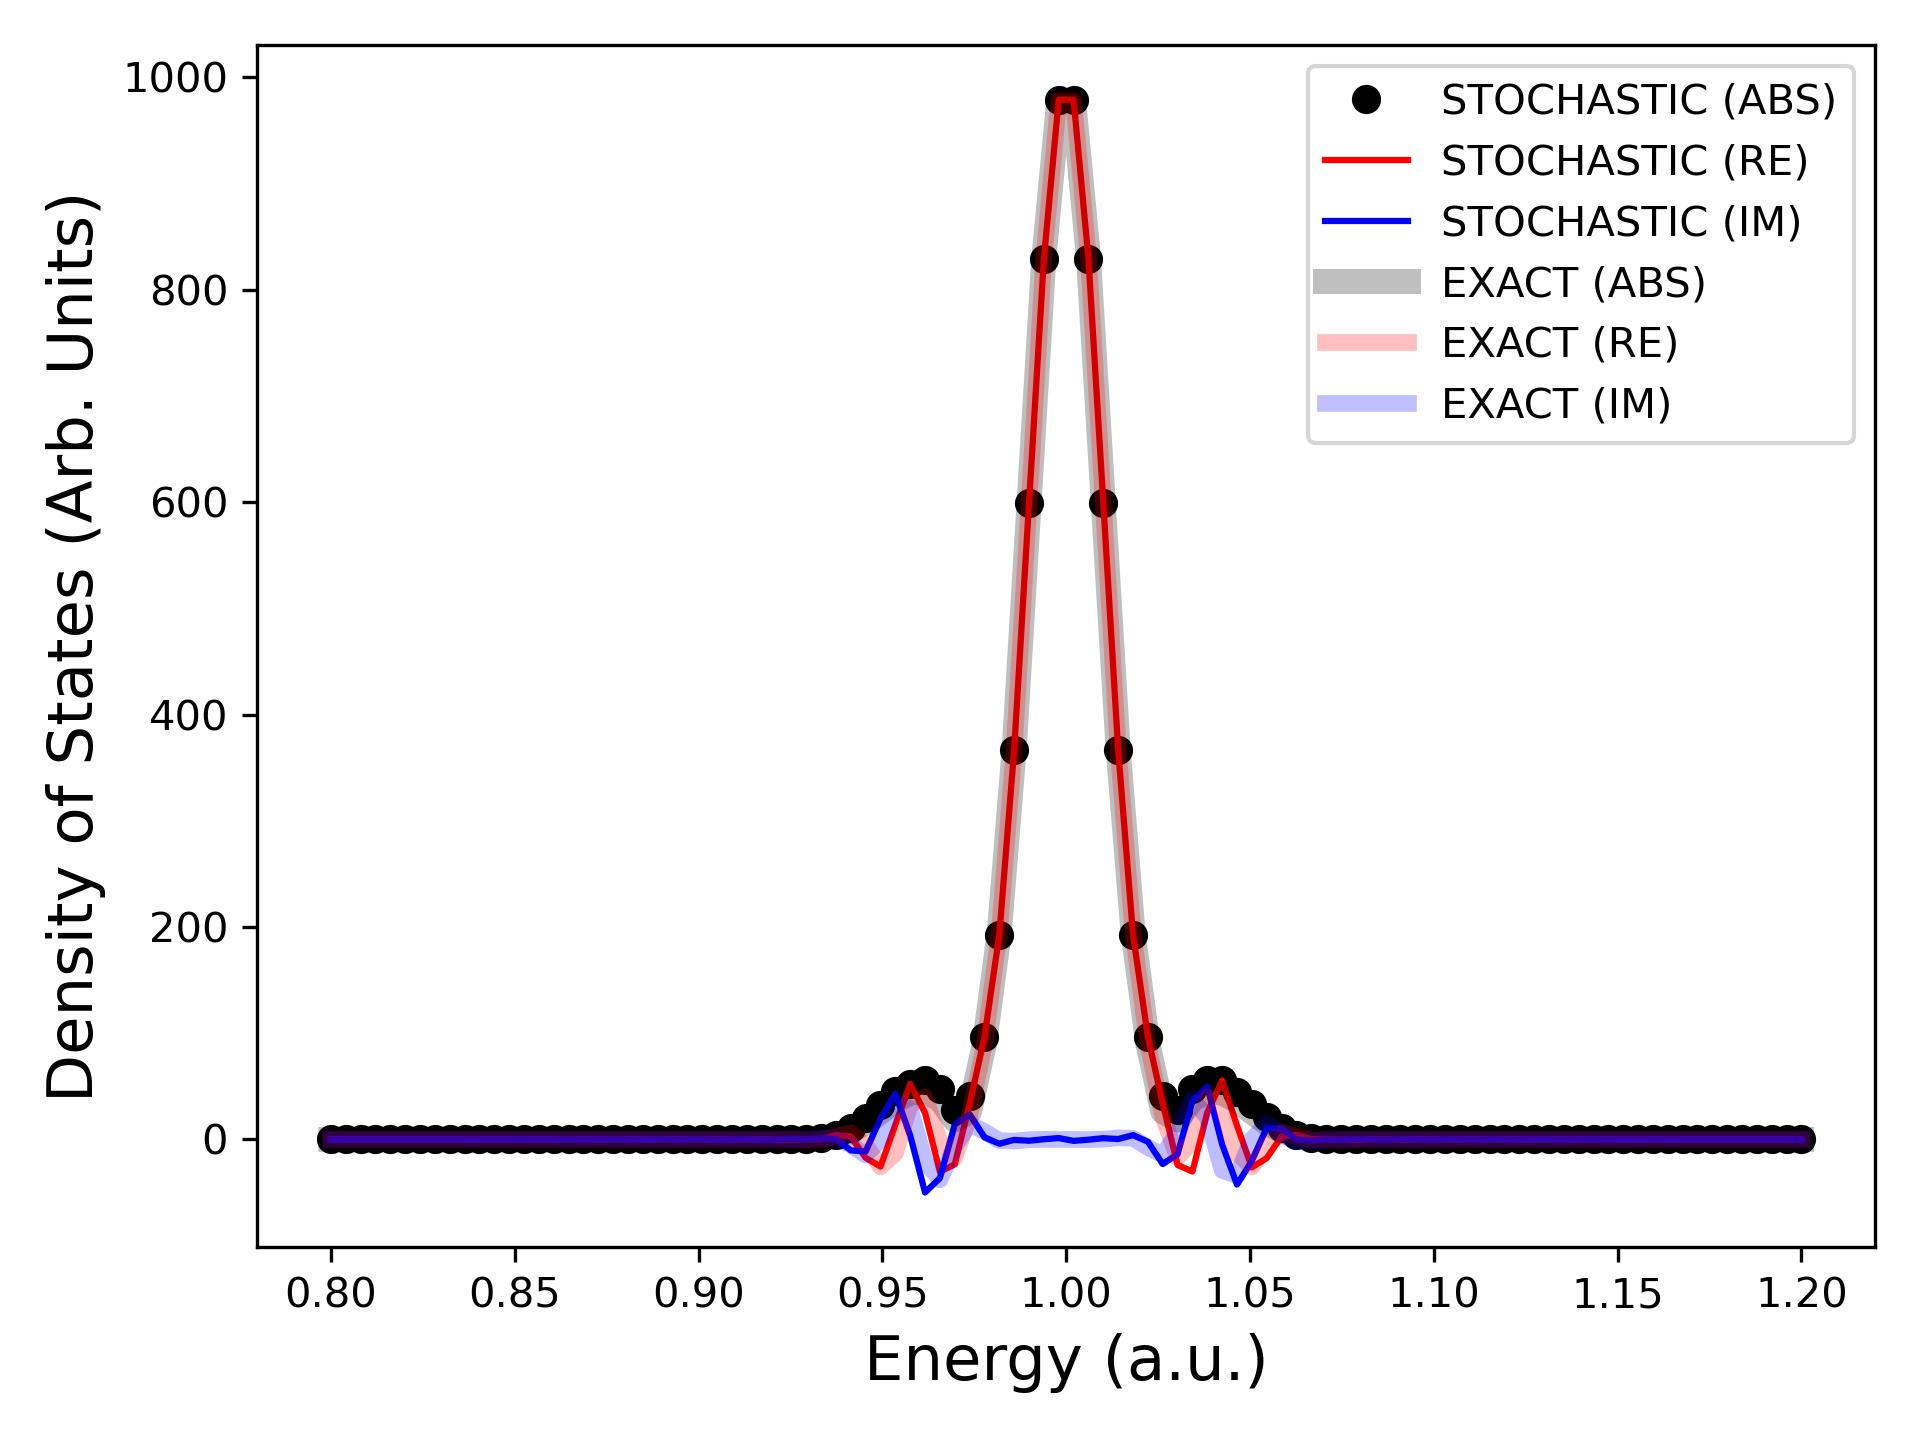 1000
800
600
400
200
0
Density of States (Arb. Units)
STOCHASTIC (ABS)
STOCHASTIC (RE)
STOCHASTIC (IM)
EXACT (ABS)
EXACT (RE)
EXACT (IM)
0.80 0.85 0.90 0.95 1.00 1.05 1.10 1.15 1.20
Energy (a.u.)